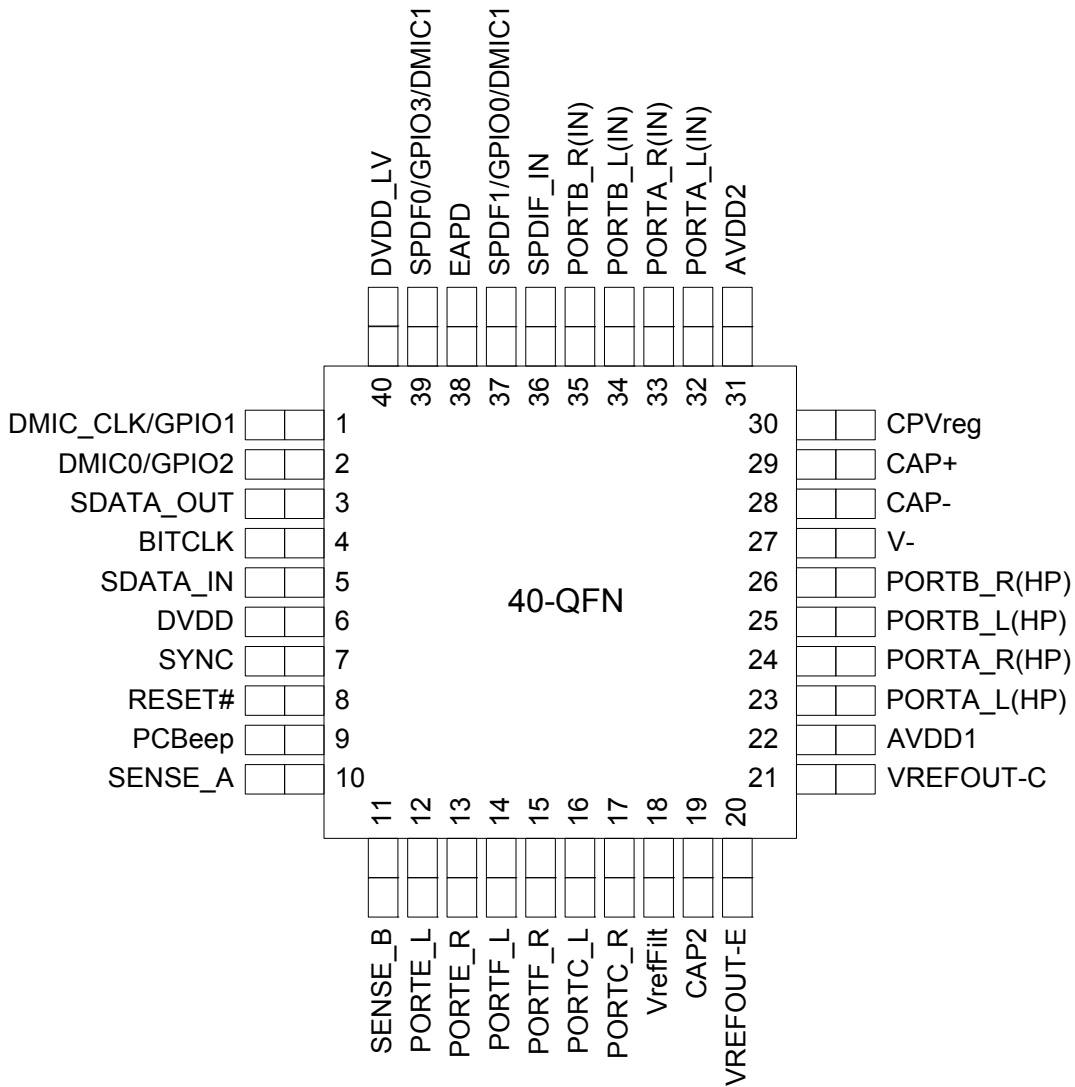 DVDD_LV
SPDF0/GPIO3/DMIC1
EAPD
SPDF1/GPIO0/DMIC1
SPDIF_IN
PORTB_R(IN)
PORTB_L(IN)
PORTA_R(IN)
PORTA_L(IN)
AVDD2
40
39
38
37
36
35
34
33
32
31
DMIC_CLK/GPIO1 1
DMIC0/GPIO2 2
SDATA_OUT 3
BITCLK 4
SDATA_IN 5
DVDD 6
SYNC 7
RESET# 8
PCBeep 9
SENSE_A 10
40-QFN
30 CPVreg
29 CAP+
28 CAP-
27 V-
26 PORTB_R(HP)
25 PORTB_L(HP)
24 PORTA_R(HP)
23 PORTA_L(HP)
22 AVDD1
21 VREFOUT-C
11
12
13
14
15
16
17
18
19
20
SENSE_B
PORTE_L
PORTE_R
PORTF_L
PORTF_R
PORTC_L
PORTC_R
VrefFilt
CAP2
VREFOUT-E